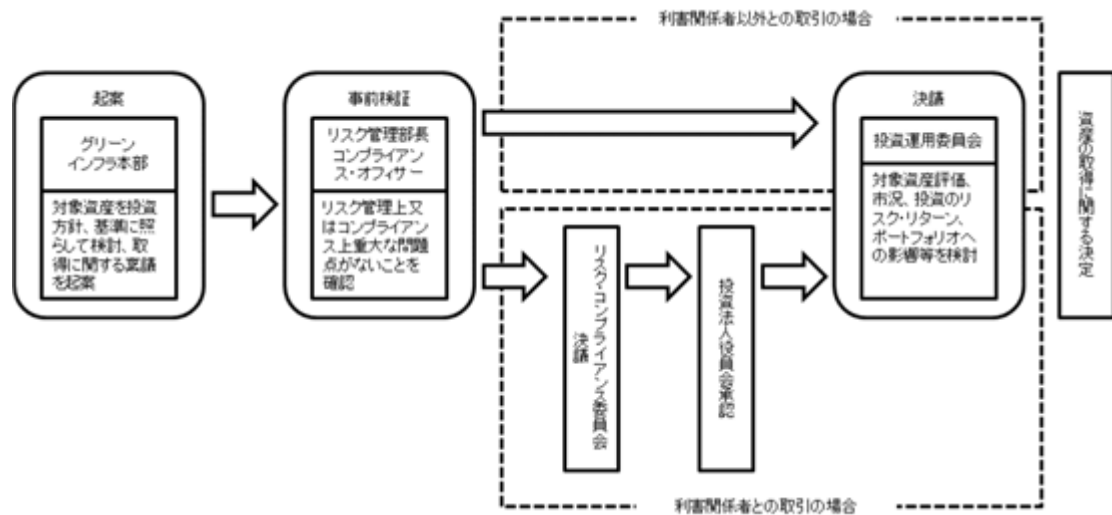 利害関係者以外との取引の場合
起案
グリーン
インフラ本部
対象資産を投資
方針、基準に照
らして検討、取
得に関する稟議
を起案
事前検証
リスク管理部長
コンプライアン
ス・オフィサー
リスク管理上又
はコンプライアン
ス上重大な問題
点がないことを
確認
リスク・コンプライアンス委員会
決議
投資法人役員会承認
決議
投資運用委員会
対象資産評価、
市況、投資のリ
スク・リターン、
ポートフォリオへ
の影響等を検討
資産の取得に関する決定
利害関係者との取引の場合